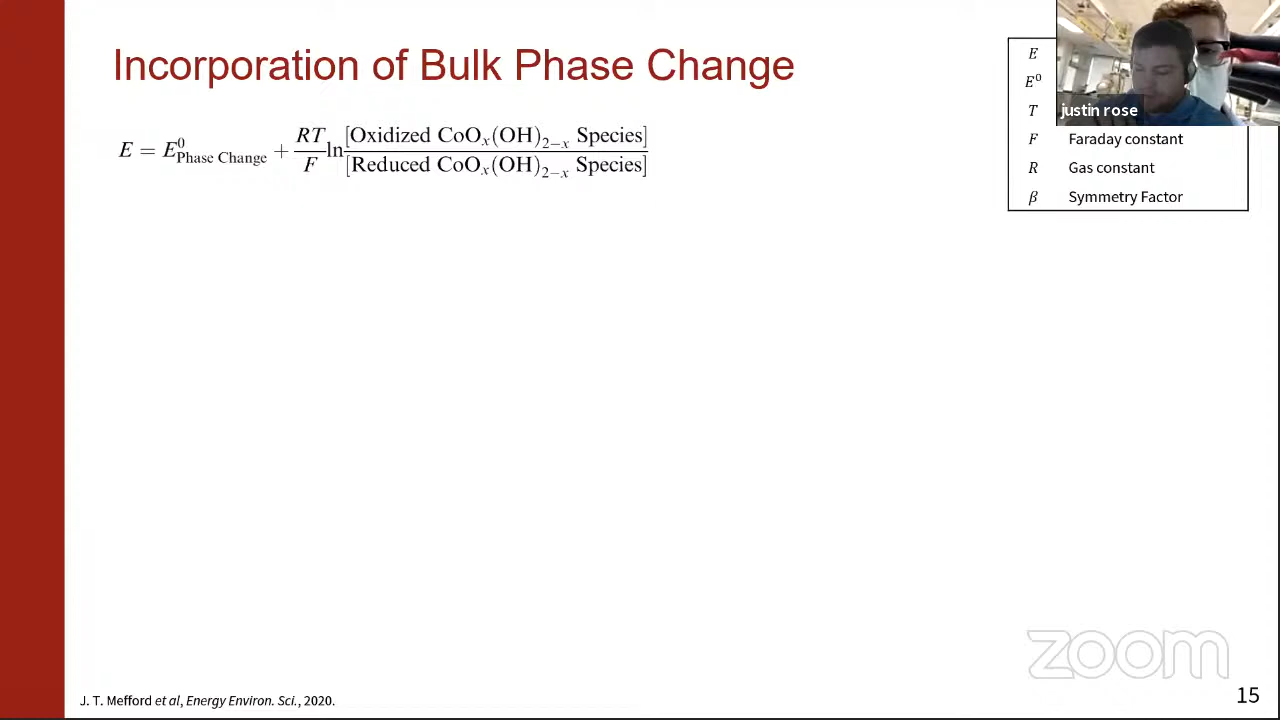 Incorporation of Bulk Phase Change
E = E⁰_Phase Change + RT/F ln [Oxidized CoOₓ(OH)₂₋ₓ Species]/[Reduced CoOₓ(OH)₂₋ₓ Species]
E
E⁰
T
justin rose
F Faraday constant
R Gas constant
β Symmetry Factor
zoom
J. T. Mefford et al, Energy Environ. Sci., 2020.
15